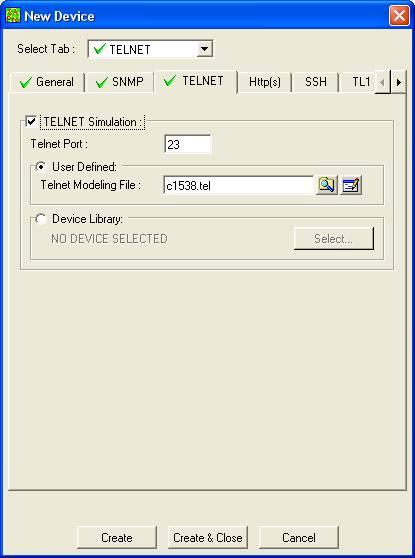 New Device
Select Tab : TELNET
General SNMP TELNET Http(s) SSH TL1
TELNET Simulation :
Telnet Port : 23
User Defined:
Telnet Modeling File : c1538.tel
Device Library:
NO DEVICE SELECTED Select...
Create Create & Close Cancel